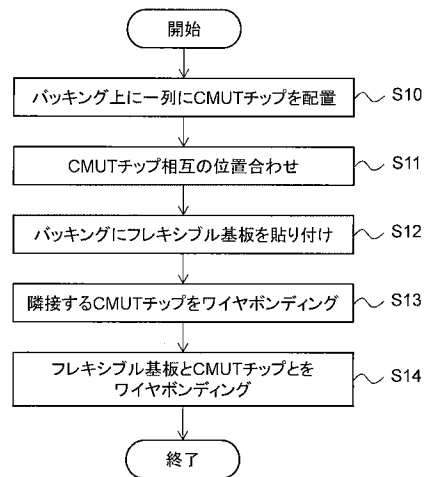 開始
バッキング上に一列にCMUTチップを配置
S10
CMUTチップ相互の位置合わせ
S11
バッキングにフレキシブル基板を貼り付け
S12
隣接するCMUTチップをワイヤボンディング
S13
フレキシブル基板とCMUTチップとを
ワイヤボンディング
S14
終了